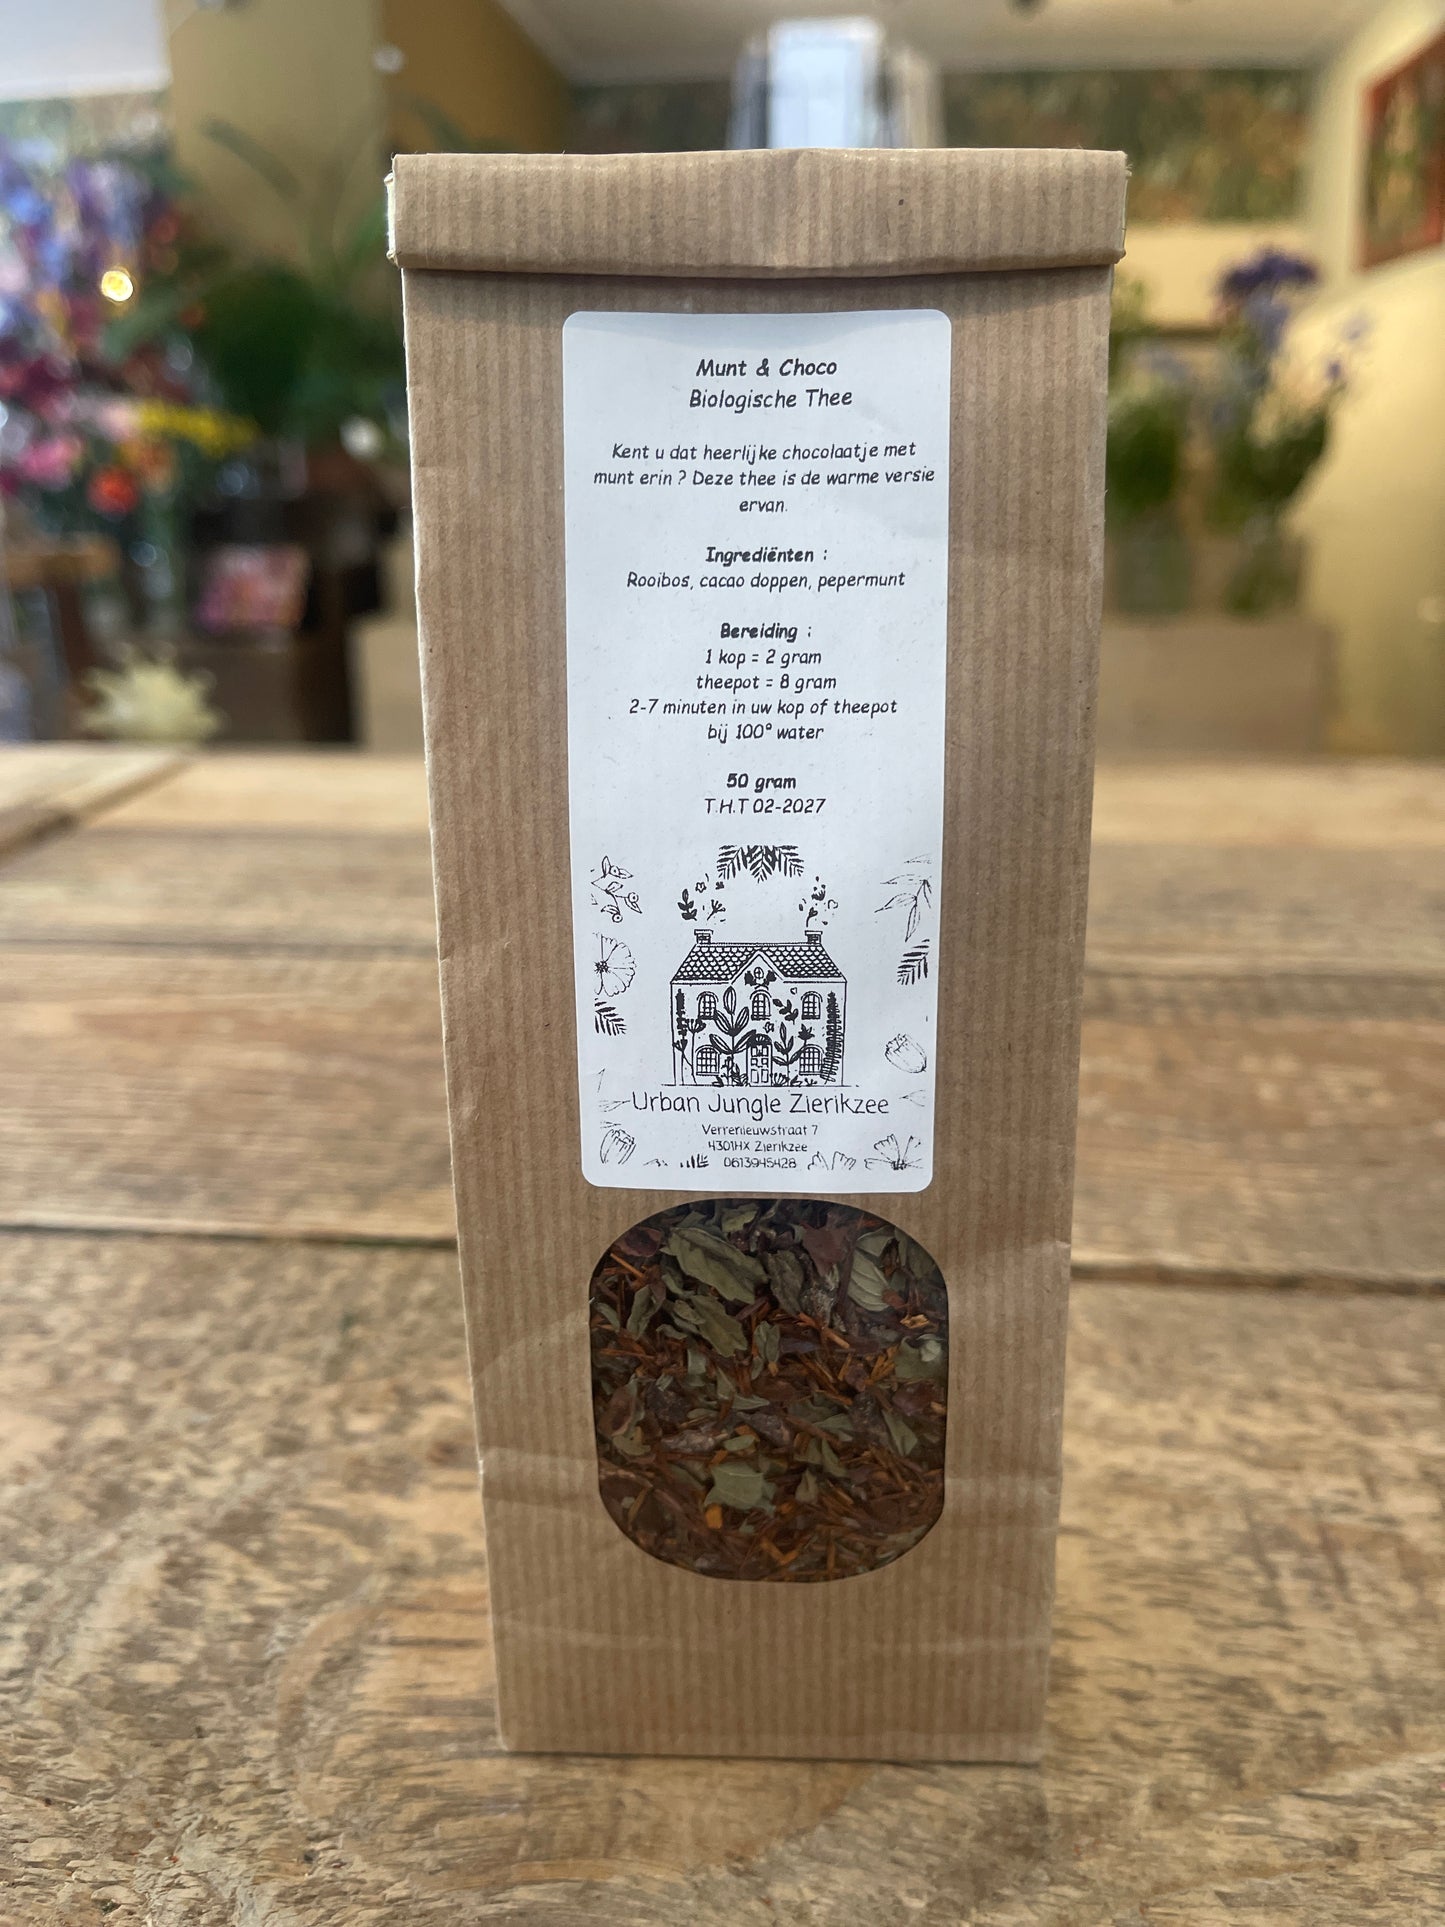 Munt & Choco
Biologische Thee
Kent u dat heerlijke chocolaatje met
munt erin ? Deze thee is de warme versie
ervan.
Ingrediënten :
Rooibos, cacao doppen, pepermunt
Bereiding :
1 kop = 2 gram
theepot = 8 gram
2-7 minuten in uw kop of theepot
bij 100° water
50 gram
T.H.T 02-2027
Urban Jungle Zierikzee
Verrenieuwstraat 7
4301HX Zierikzee
0613945428